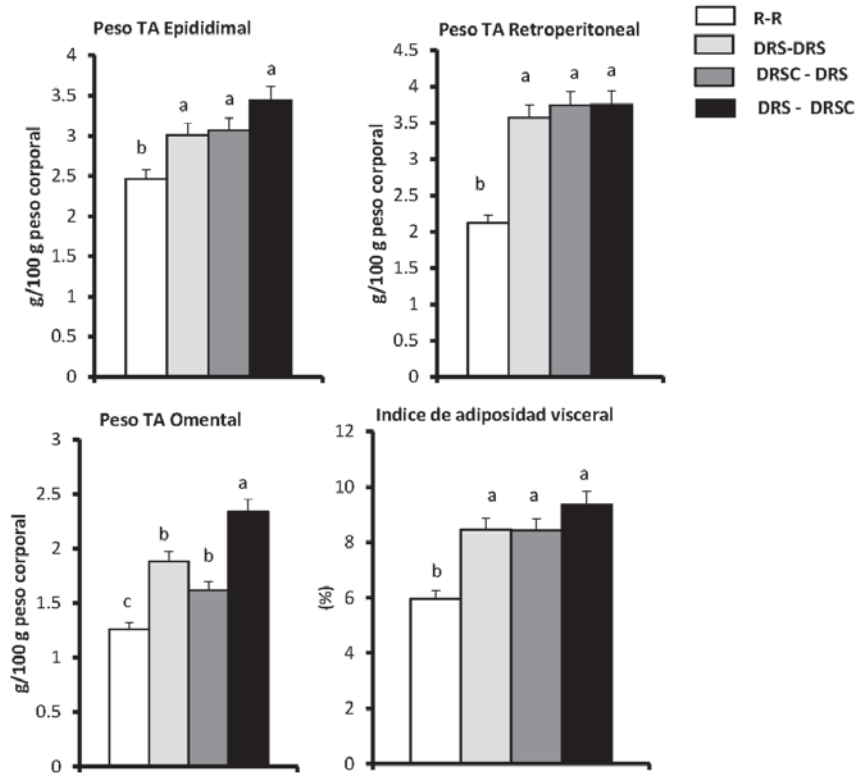 Peso TA Epididimal
g/100 g peso corporal
4
3.5
3
2.5
2
1.5
1
0.5
0
b
a
a
a
Peso TA Retroperitoneal
g/100 g peso corporal
4.5
4
3.5
3
2.5
2
1.5
1
0.5
0
b
a
a
a
R-R
DRS-DRS
DRSC - DRS
DRS - DRSC
Peso TA Omental
g/100 g peso corporal
3
2.5
2
1.5
1
0.5
0
c
b
b
a
Indice de adiposidad visceral
(%)
12
10
8
6
4
2
0
b
a
a
a